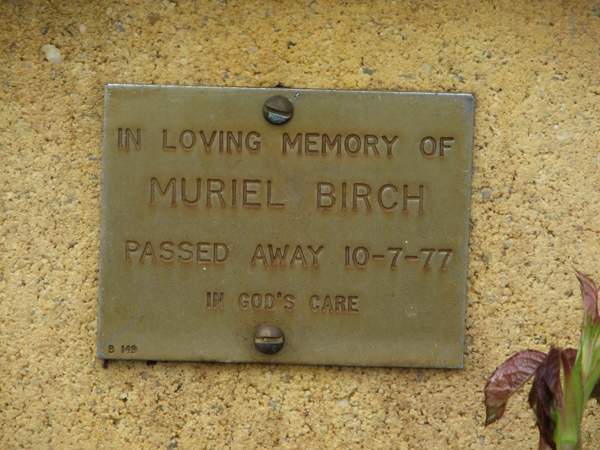 IN LOVING MEMORY OF
MURIEL BIRCH
PASSED AWAY 10-7-77
IN GOD'S CARE
B 149